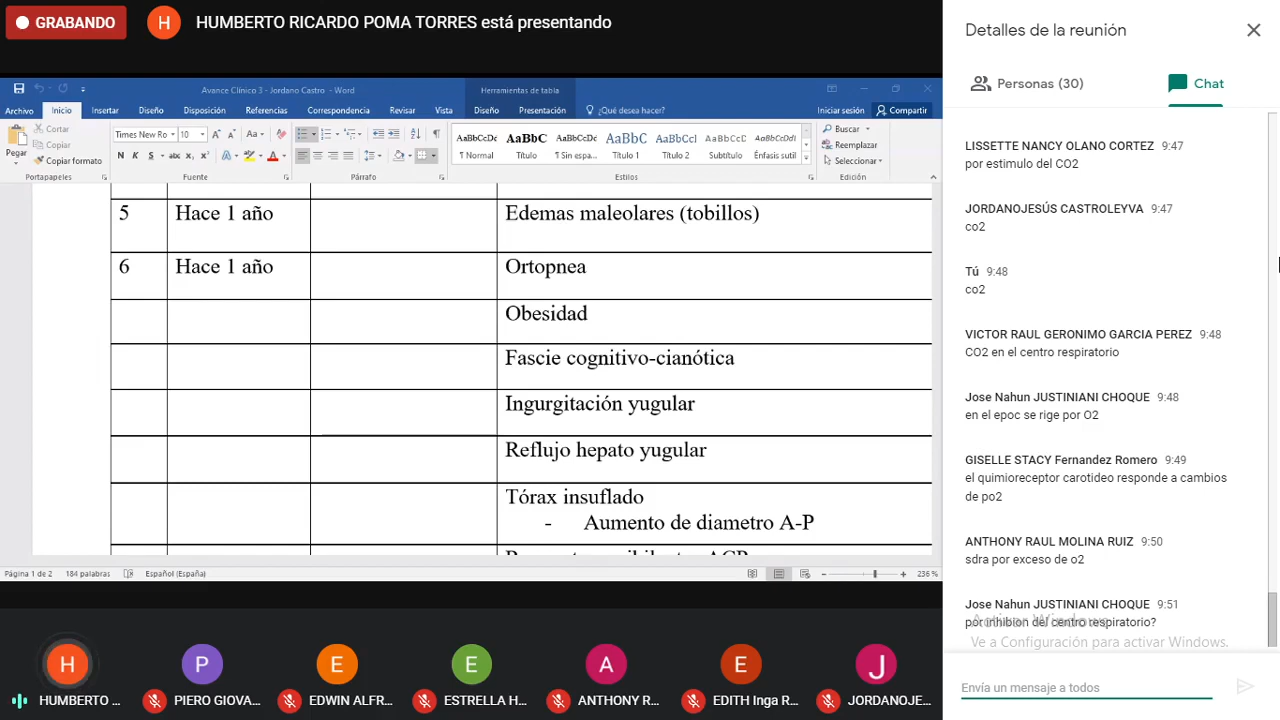 GRABANDO
H
HUMBERTO RICARDO POMA TORRES está presentando
Avance Clínico 3 - Jordano Castro - Word
Herramientas de tabla
Archivo Inicio Insertar Diseño Disposición Referencias Correspondencia Revisar Vista Diseño Presentación ¿Qué desea hacer? Iniciar sesión Compartir
Pegar
Cortar
Copiar
Copiar formato
Times New Ro 10
N K S abc
AaBbCcDc AaBbC AaBbCcDc AaBbC AaBbCcI AaBbCcD AaBbCcDc
¶ Normal Título ¶ Sin espa... Título 1 Título 2 Subtítulo Énfasis sutil
Buscar
Reemplazar
Seleccionar
Portapapeles Fuente Párrafo Estilos Edición
5 Hace 1 año Edemas maleolares (tobillos)
6 Hace 1 año Ortopnea
Obesidad
Fascie cognitivo-cianótica
Ingurgitación yugular
Reflujo hepato yugular
Tórax insuflado
- Aumento de diametro A-P
Página 1 de 2 184 palabras Español (España) 236 %
H P E E A E J
HUMBERTO ... PIERO GIOVA... EDWIN ALFR... ESTRELLA H... ANTHONY R... EDITH Inga R... JORDANOJE...
Detalles de la reunión
Personas (30) Chat
LISSETTE NANCY OLANO CORTEZ 9:47
por estimulo del CO2
JORDANOJESÚS CASTROLEYVA 9:47
co2
Tú 9:48
co2
VICTOR RAUL GERONIMO GARCIA PEREZ 9:48
CO2 en el centro respiratorio
Jose Nahun JUSTINIANI CHOQUE 9:48
en el epoc se rige por O2
GISELLE STACY Fernandez Romero 9:49
el quimioreceptor carotideo responde a cambios
de po2
ANTHONY RAUL MOLINA RUIZ 9:50
sdra por exceso de o2
Jose Nahun JUSTINIANI CHOQUE 9:51
por inhibion del centro respiratorio?
Activar Windows
Ve a Configuración para activar Windows.
Envía un mensaje a todos